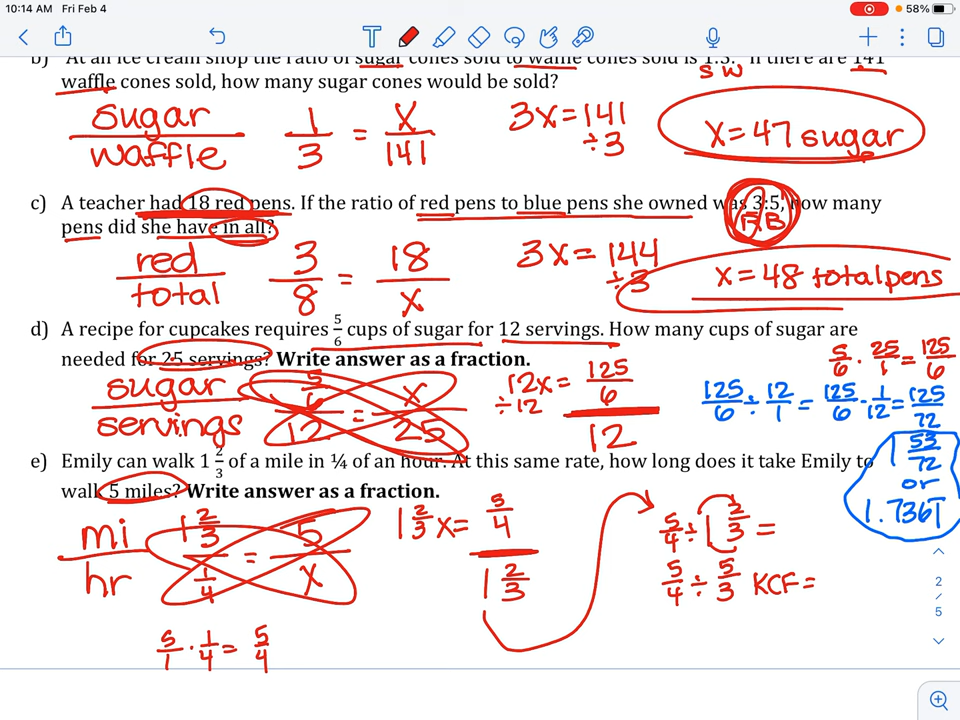 10:14 AM Fri Feb 4
58%
b) At an ice cream shop the ratio of sugar cones sold to waffle cones sold is 1:3. If there are 141
S W
waffle cones sold, how many sugar cones would be sold?
sugar
waffle
1/3 = x/141
3x=141
÷3
x=47 sugar
c) A teacher had 18 red pens. If the ratio of red pens to blue pens she owned was 3:5, how many
R B
pens did she have in all?
red
total
3/8 = 18/x
3x=144
÷3
x=48 total pens
d) A recipe for cupcakes requires 5/6 cups of sugar for 12 servings. How many cups of sugar are
needed for 25 servings? Write answer as a fraction.
5/6 · 25/1 = 125/6
sugar
servings
5/6 / 12 = x/25
12x = 125/6
÷12
12
125/6 ÷ 12/1 = 125/6 · 1/12 = 125/72
1 53/72
or
1.7361
e) Emily can walk 1 2/3 of a mile in ¼ of an hour. At this same rate, how long does it take Emily to
walk 5 miles? Write answer as a fraction.
mi
hr
1 2/3 / 1/4 = 5/x
1 2/3 x = 5/4
1 2/3
5/4 ÷ 1 2/3 =
5/4 ÷ 5/3 KCF =
5/1 · 1/4 = 5/4
2
/
5